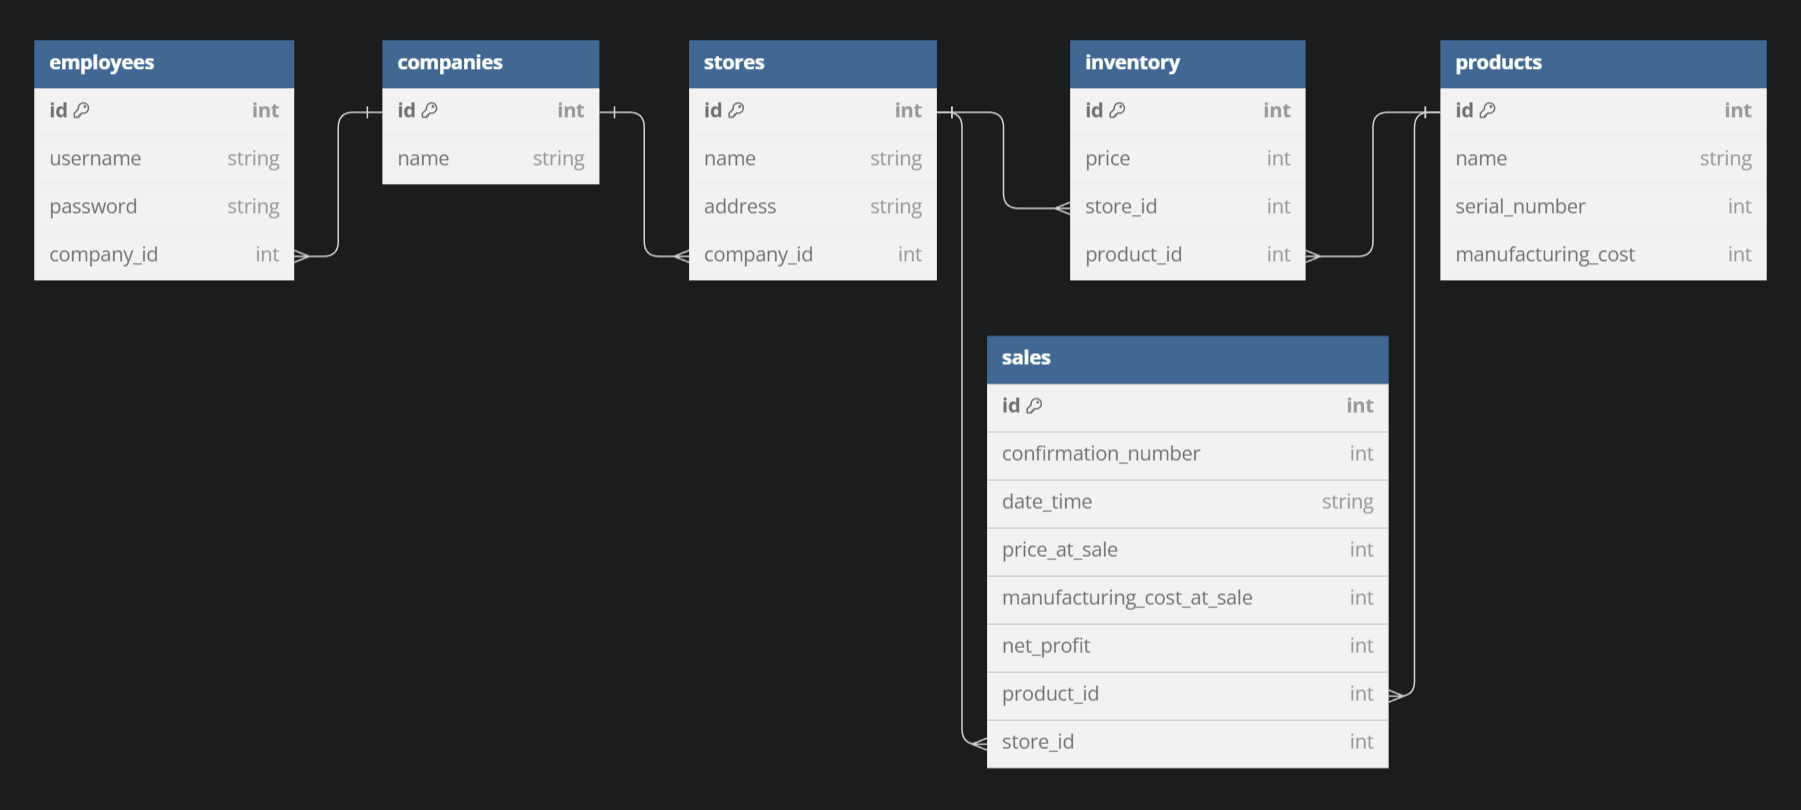 employees
id int
username string
password string
company_id int
companies
id int
name string
stores
id int
name string
address string
company_id int
inventory
id int
price int
store_id int
product_id int
products
id int
name string
serial_number int
manufacturing_cost int
sales
id int
confirmation_number int
date_time string
price_at_sale int
manufacturing_cost_at_sale int
net_profit int
product_id int
store_id int